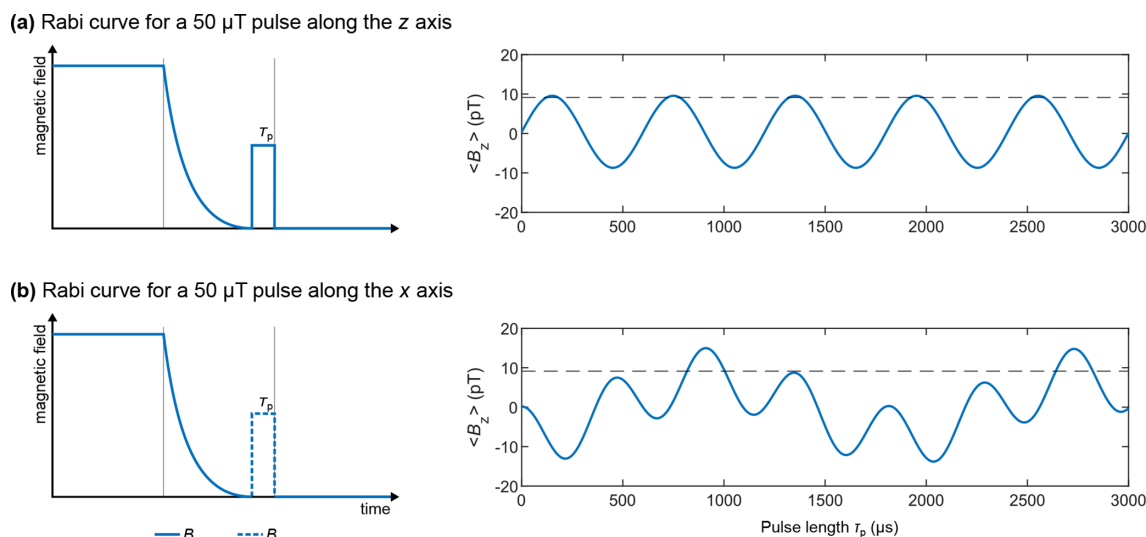 (a) Rabi curve for a 50 μT pulse along the z axis
magnetic field
τp
<Bz> (pT)
20
10
0
-10
-20
0 500 1000 1500 2000 2500 3000
(b) Rabi curve for a 50 μT pulse along the x axis
magnetic field
τp
time
<Bz> (pT)
20
10
0
-10
-20
0 500 1000 1500 2000 2500 3000
Pulse length τp (μs)